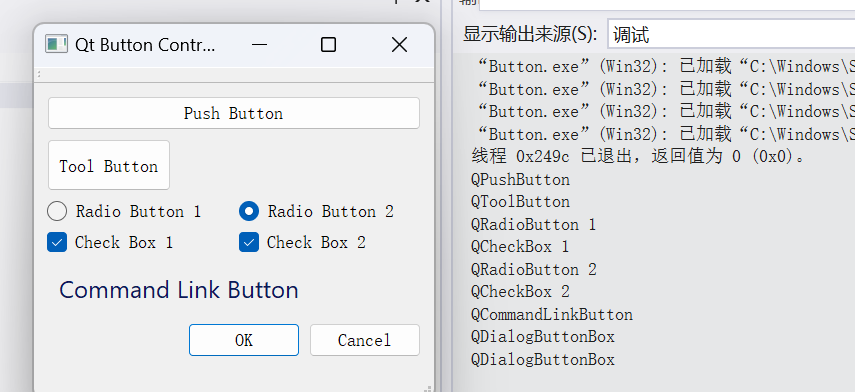 Qt Button Contr...
Push Button
Tool Button
Radio Button 1
Radio Button 2
Check Box 1
Check Box 2
Command Link Button
OK
Cancel
显示输出来源(S):
调试
“Button.exe”(Win32): 已加载“C:\Windows\S
“Button.exe”(Win32): 已加载“C:\Windows\S
“Button.exe”(Win32): 已加载“C:\Windows\S
“Button.exe”(Win32): 已加载“C:\Windows\S
线程 0x249c 已退出，返回值为 0 (0x0)。
QPushButton
QToolButton
QRadioButton 1
QCheckBox 1
QRadioButton 2
QCheckBox 2
QCommandLinkButton
QDialogButtonBox
QDialogButtonBox